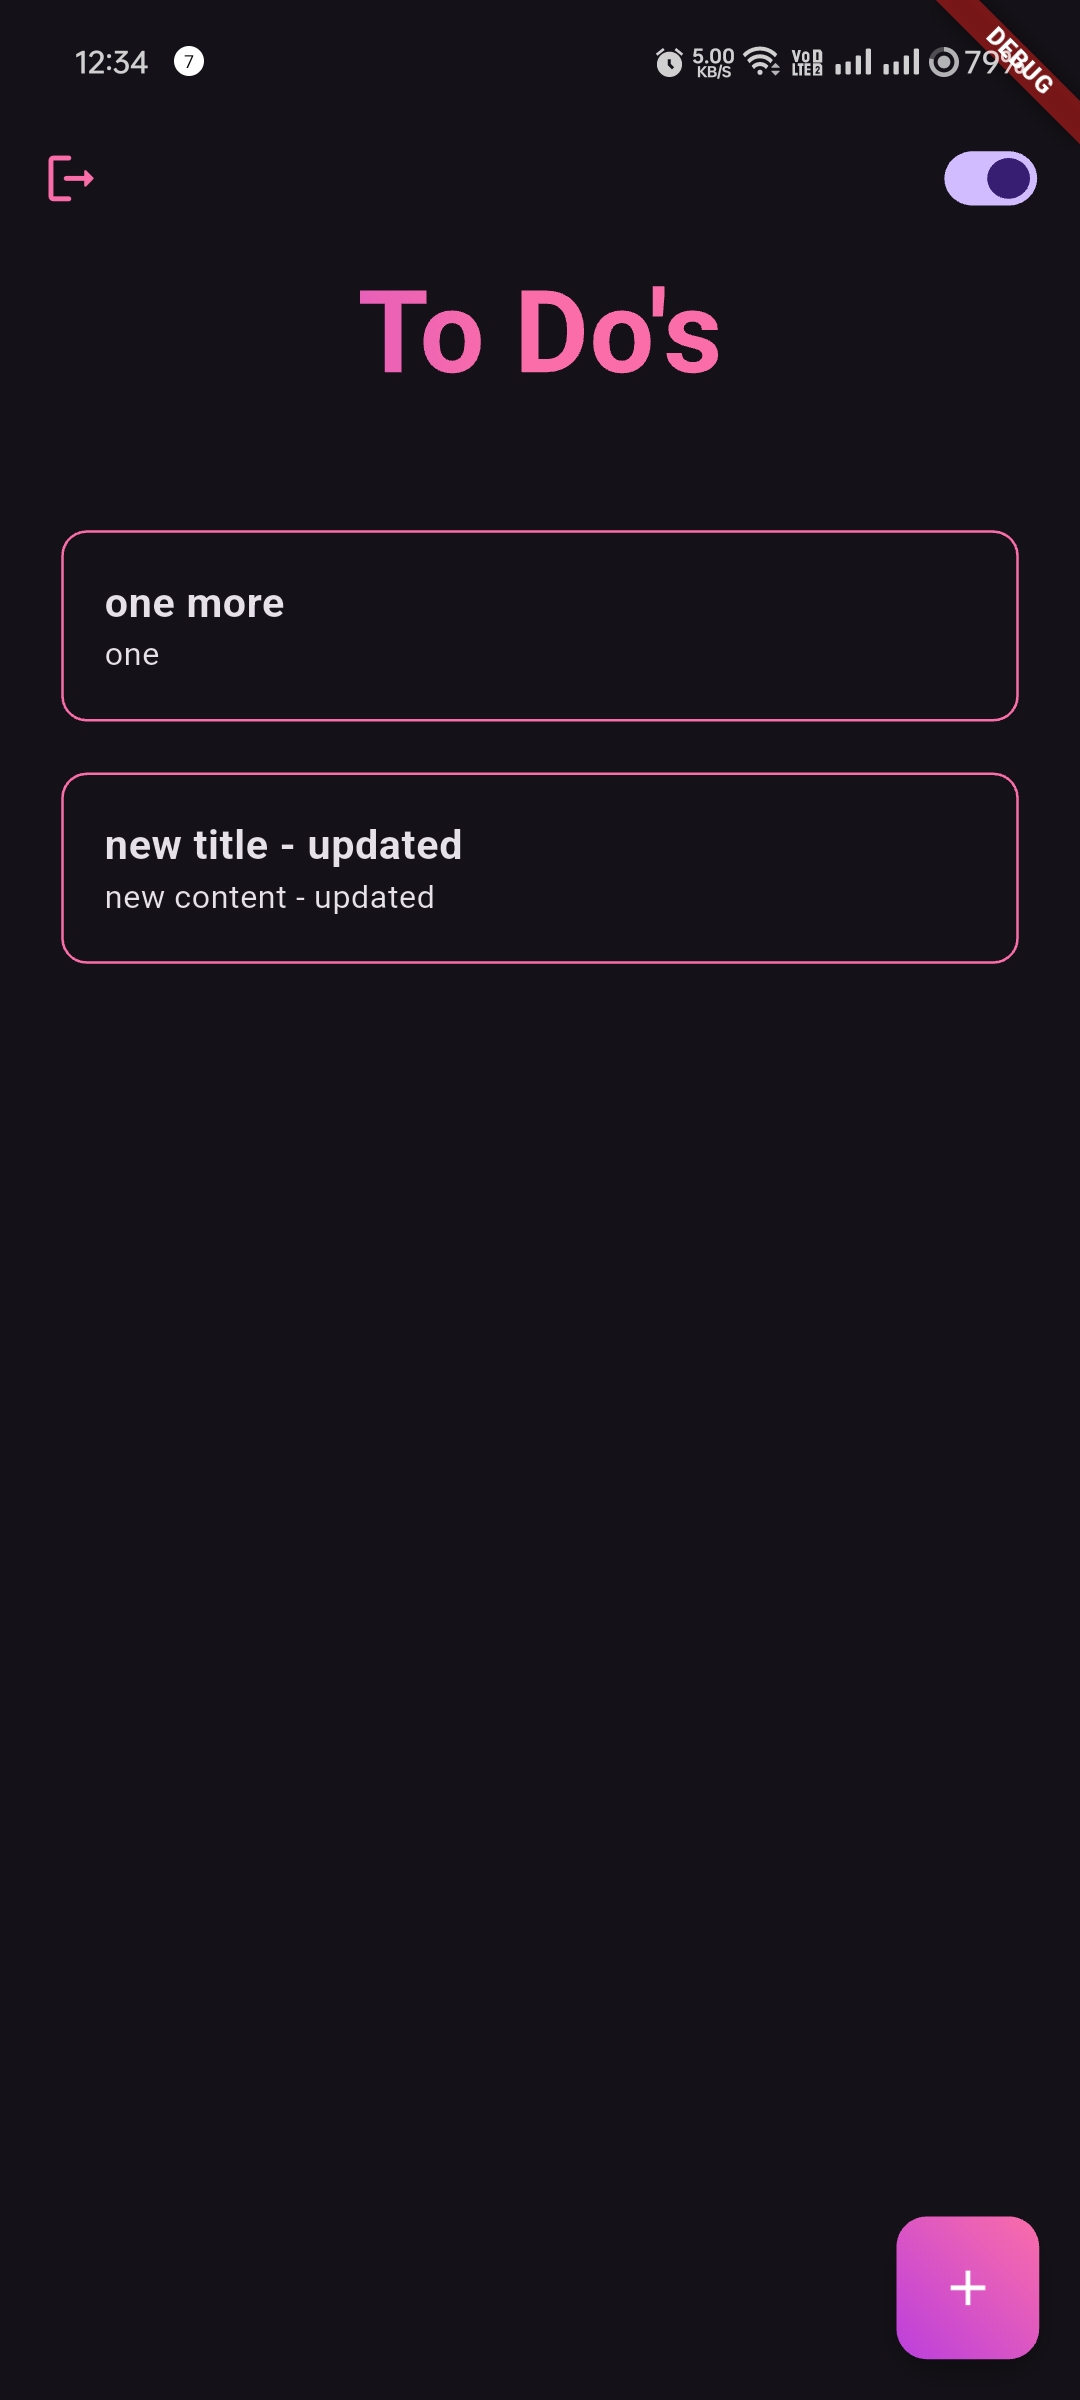 12:34 7 5.00 KB/S VoD LTE2 79%
DEBUG
To Do's
one more
one
new title - updated
new content - updated
+